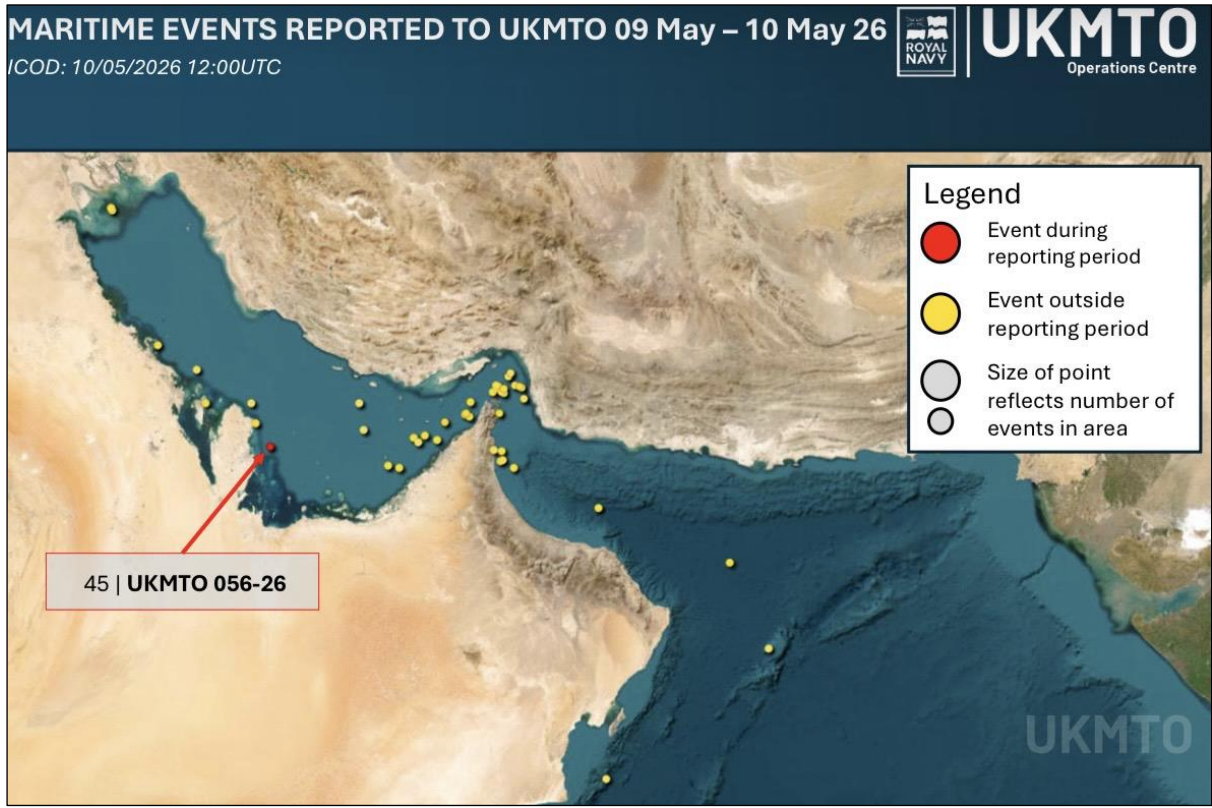 MARITIME EVENTS REPORTED TO UKMTO 09 May – 10 May 26
ICOD: 10/05/2026 12:00UTC
ROYAL
NAVY
UKMTO
Operations Centre
Legend
Event during
reporting period
Event outside
reporting period
Size of point
reflects number of
events in area
45 | UKMTO 056-26
UKMTO